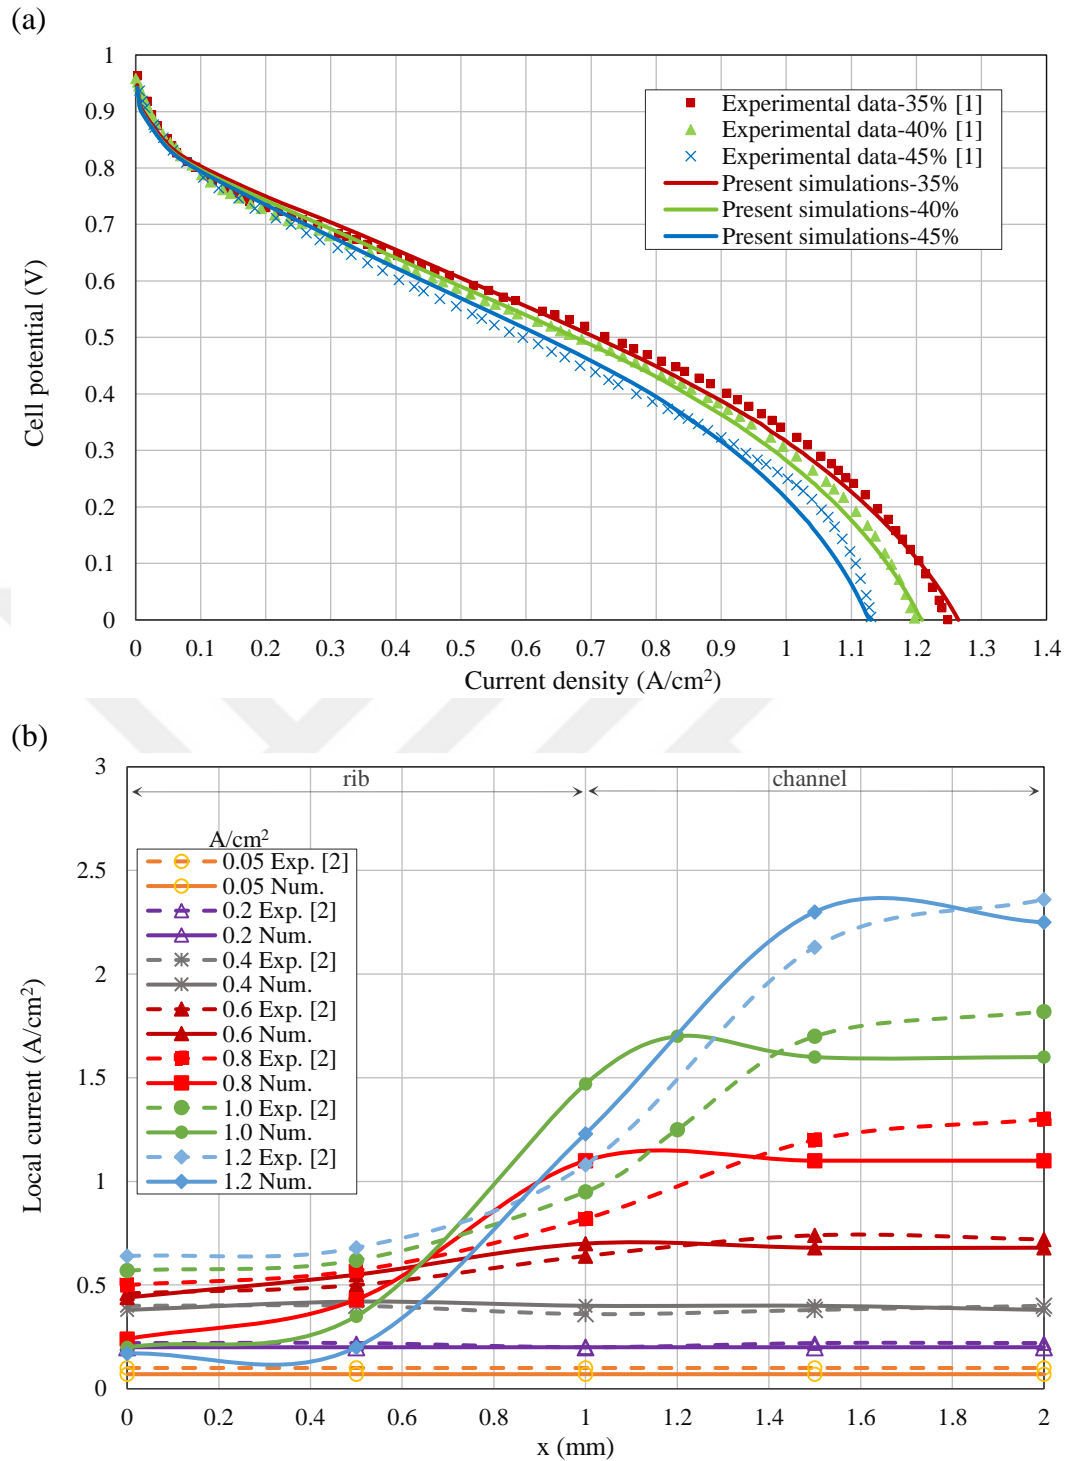 (a)
1
0.9
0.8
0.7
0.6
0.5
0.4
0.3
0.2
0.1
0
Cell potential (V)
Experimental data-35% [1]
Experimental data-40% [1]
Experimental data-45% [1]
Present simulations-35%
Present simulations-40%
Present simulations-45%
0 0.1 0.2 0.3 0.4 0.5 0.6 0.7 0.8 0.9 1 1.1 1.2 1.3 1.4
Current density (A/cm²)
(b)
3
2.5
2
1.5
1
0.5
0
Local current (A/cm²)
rib channel
A/cm²
0.05 Exp. [2]
0.05 Num.
0.2 Exp. [2]
0.2 Num.
0.4 Exp. [2]
0.4 Num.
0.6 Exp. [2]
0.6 Num.
0.8 Exp. [2]
0.8 Num.
1.0 Exp. [2]
1.0 Num.
1.2 Exp. [2]
1.2 Num.
0 0.2 0.4 0.6 0.8 1 1.2 1.4 1.6 1.8 2
x (mm)